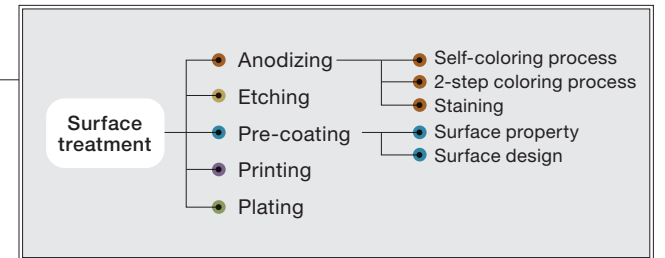 Surface
treatment
Anodizing
Self-coloring process
2-step coloring process
Staining
Etching
Pre-coating
Surface property
Surface design
Printing
Plating